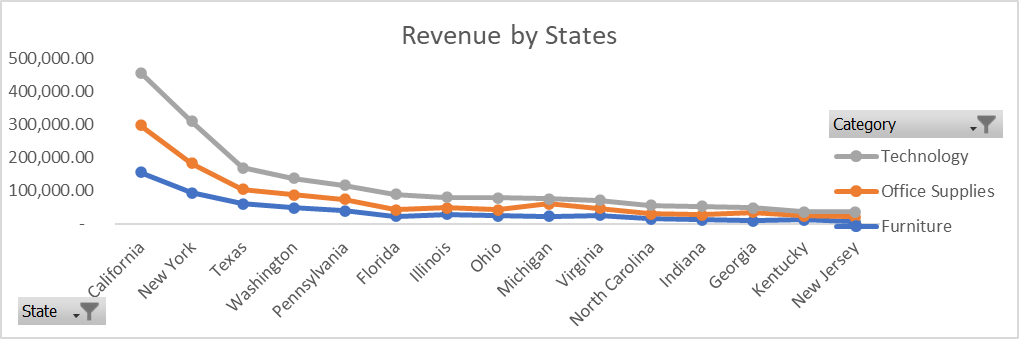 Revenue by States
500,000.00
400,000.00
300,000.00
200,000.00
100,000.00
-
California
New York
Texas
Washington
Pennsylvania
Florida
Illinois
Ohio
Michigan
Virginia
North Carolina
Indiana
Georgia
Kentucky
New Jersey
Category
Technology
Office Supplies
Furniture
State